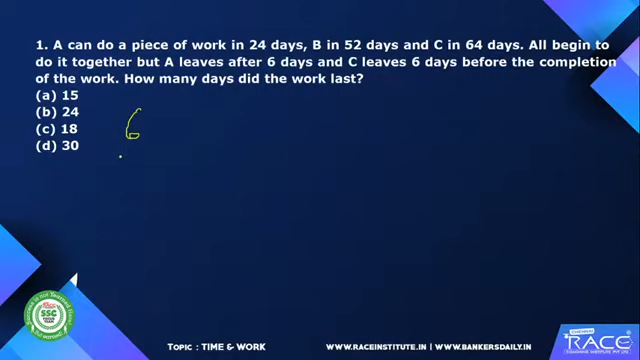 1. A can do a piece of work in 24 days, B in 52 days and C in 64 days. All begin to
do it together but A leaves after 6 days and C leaves 6 days before the completion
of the work. How many days did the work last?
(a) 15
(b) 24
(c) 18
(d) 30
6
SSC
Topic : TIME & WORK
WWW.RACEINSTITUTE.IN | WWW.BANKERSDAILY.IN
CHENNAI
RACE